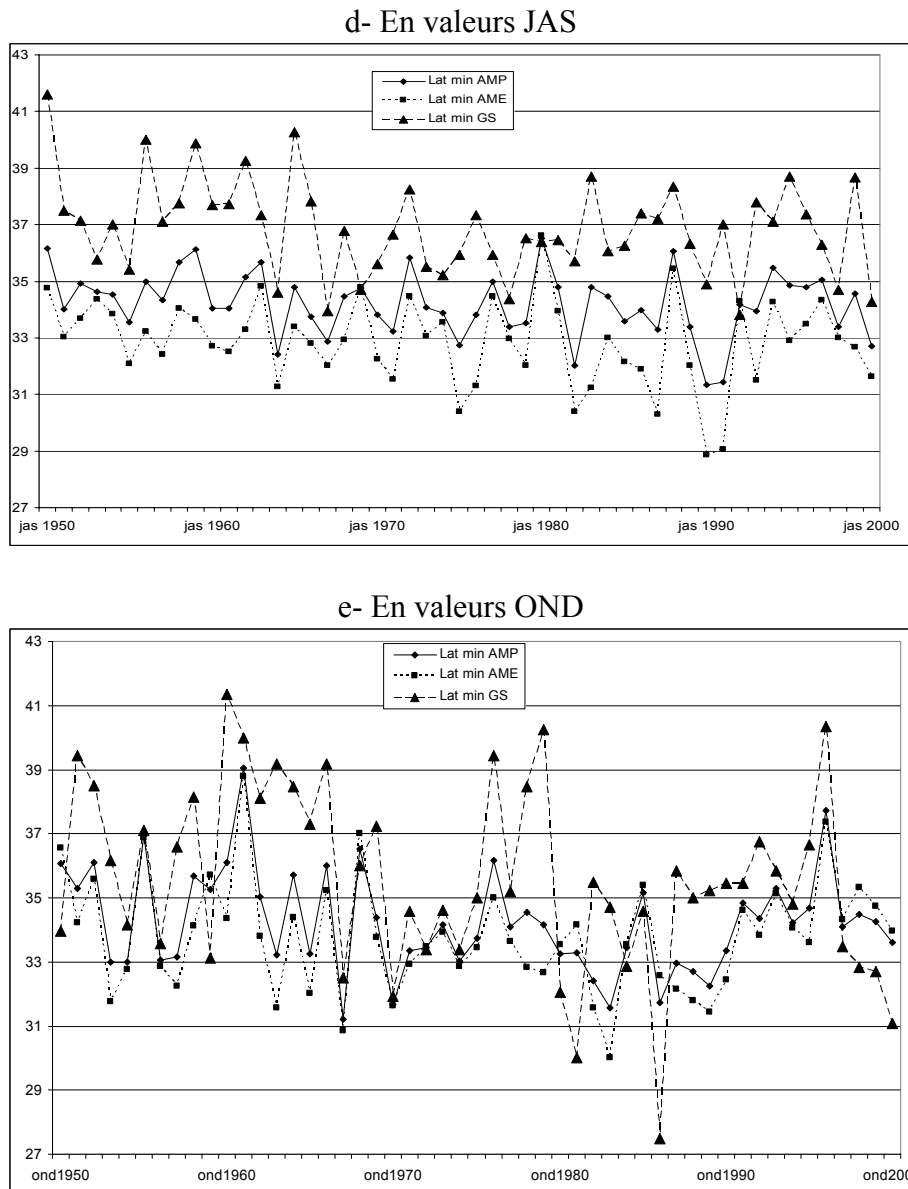 d- En valeurs JAS
43
41
39
37
35
33
31
29
27
Lat min AMP
Lat min AME
Lat min GS
jas 1950 jas 1960 jas 1970 jas 1980 jas 1990 jas 2000
e- En valeurs OND
43
41
39
37
35
33
31
29
27
Lat min AMP
Lat min AME
Lat min GS
ond1950 ond1960 ond1970 ond1980 ond1990 ond200